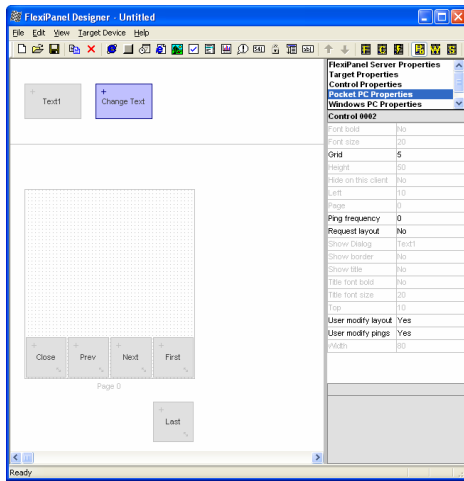 FlexiPanel Designer - Untitled
File Edit View Target Device Help
Text1
Change Text
Close
Prev
Next
First
Page 0
Last
FlexiPanel Server Properties
Target Properties
Control Properties
Pocket PC Properties
Windows PC Properties
Control 0002
Font bold No
Font size 20
Grid 5
Height 50
Hide on this client No
Left 10
Page 0
Ping frequency 0
Request layout No
Show Dialog Text1
Show border No
Show title No
Title font bold No
Title font size 20
Top 10
User modify layout Yes
User modify pings Yes
Width 80
Ready